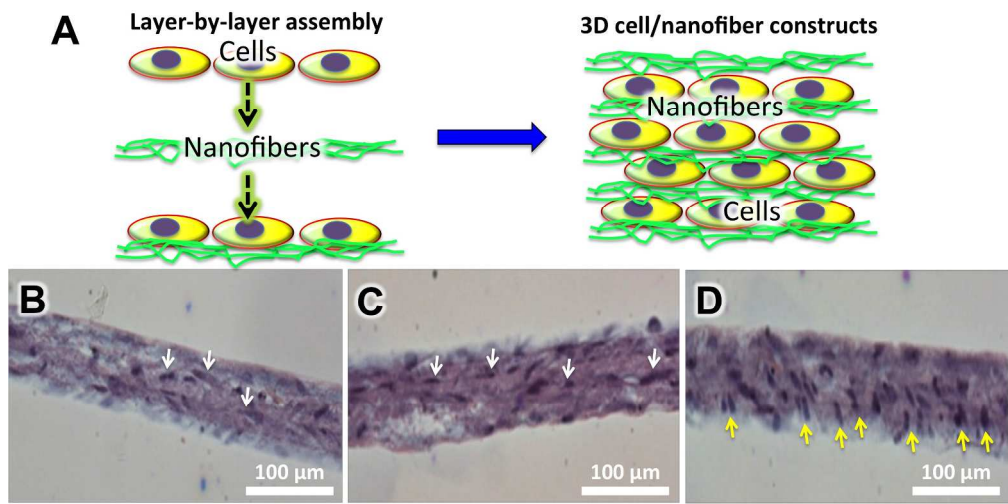 A
Layer-by-layer assembly
Cells
Nanofibers
3D cell/nanofiber constructs
Nanofibers
Cells
B
100 µm
C
100 µm
D
100 µm